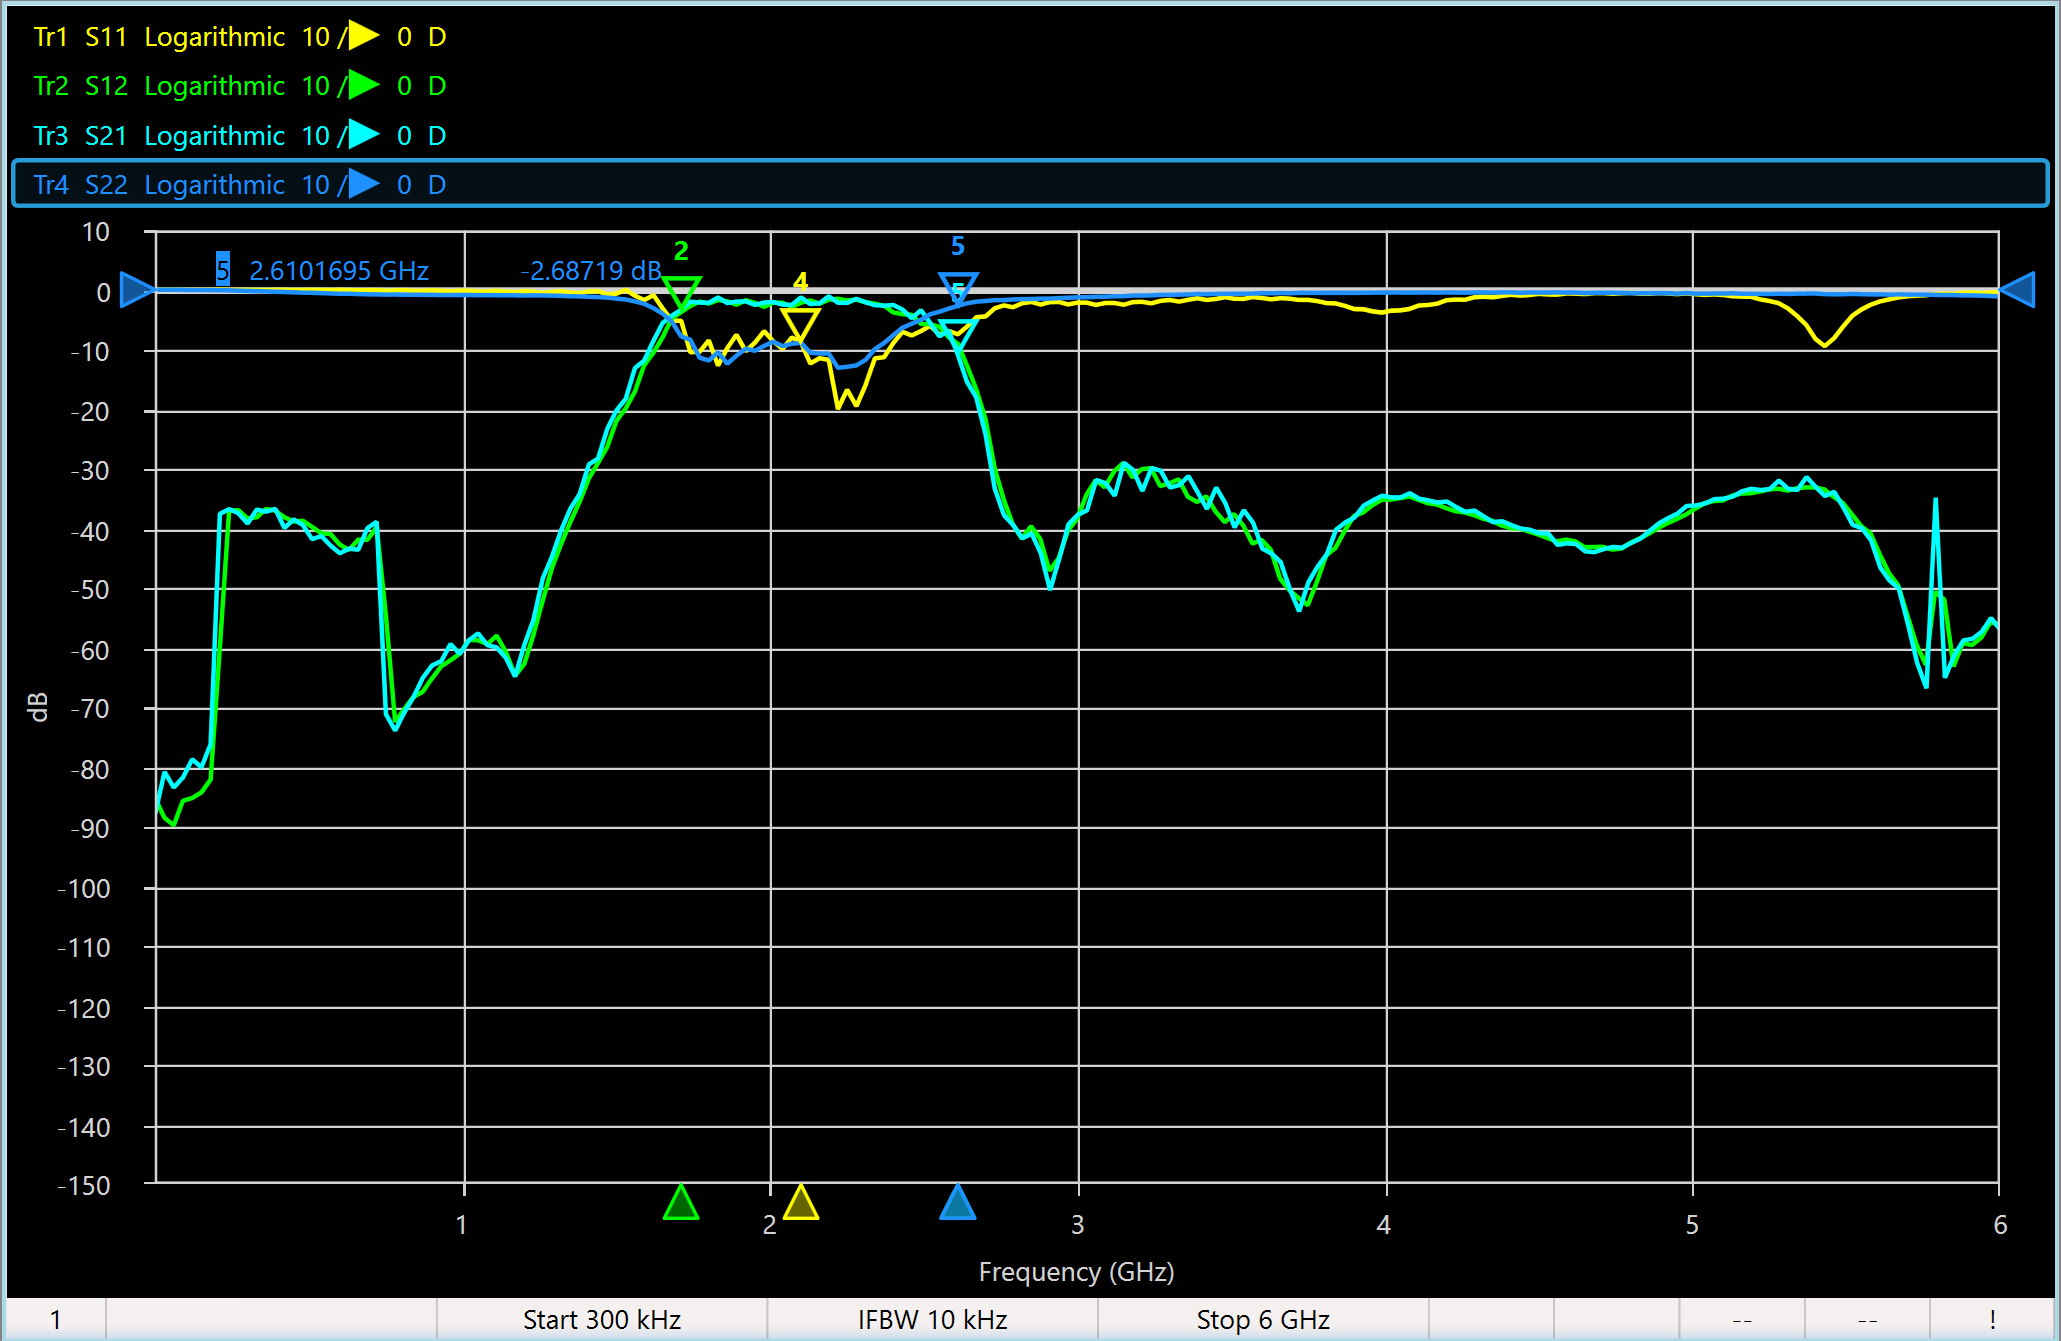 Tr1 S11 Logarithmic 10 / 0 D
Tr2 S12 Logarithmic 10 / 0 D
Tr3 S21 Logarithmic 10 / 0 D
Tr4 S22 Logarithmic 10 / 0 D
10
2
5
5 2.6101695 GHz -2.68719 dB
4
0
5
-10
-20
-30
-40
-50
-60
-70
dB
-80
-90
-100
-110
-120
-130
-140
-150
1 2 3 4 5 6
Frequency (GHz)
1 Start 300 kHz IFBW 10 kHz Stop 6 GHz -- -- !